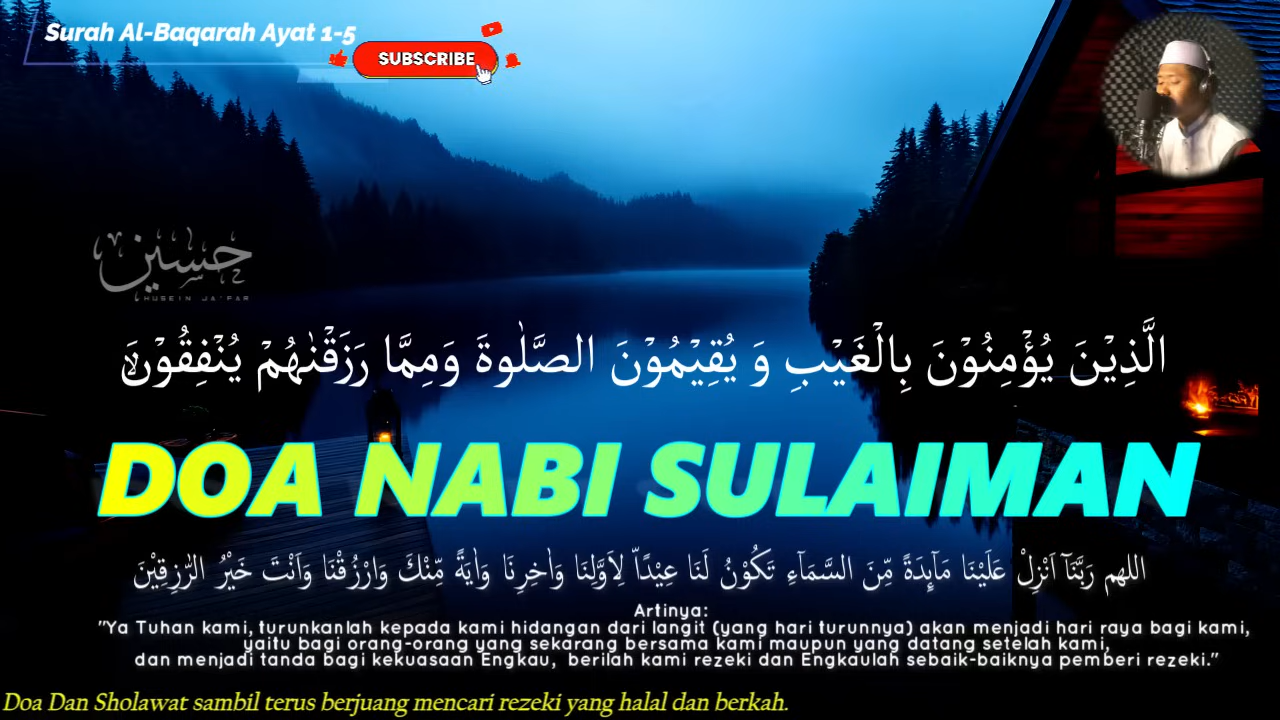 Surah Al-Baqarah Ayat 1-5
SUBSCRIBE
حسين
HUSEIN JA'FAR
الَّذِيْنَ يُؤْمِنُوْنَ بِالْغَيْبِ وَ يُقِيْمُوْنَ الصَّلٰوةَ وَمِمَّا رَزَقْنٰهُمْ يُنْفِقُوْنَۙ
DOA NABI SULAIMAN
اللهم رَبَّنَآ اَنْزِلْ عَلَيْنَا مَآىِٕدَةً مِّنَ السَّمَآءِ تَكُوْنُ لَنَا عِيْدًا لِّاَوَّلِنَا وَاٰخِرِنَا وَاٰيَةً مِّنْكَ وَارْزُقْنَا وَاَنْتَ خَيْرُ الرّٰزِقِيْنَ
Artinya:
"Ya Tuhan kami, turunkanlah kepada kami hidangan dari langit (yang hari turunnya) akan menjadi hari raya bagi kami,
yaitu bagi orang-orang yang sekarang bersama kami maupun yang datang setelah kami,
dan menjadi tanda bagi kekuasaan Engkau, berilah kami rezeki dan Engkaulah sebaik-baiknya pemberi rezeki."
Doa Dan Sholawat sambil terus berjuang mencari rezeki yang halal dan berkah.